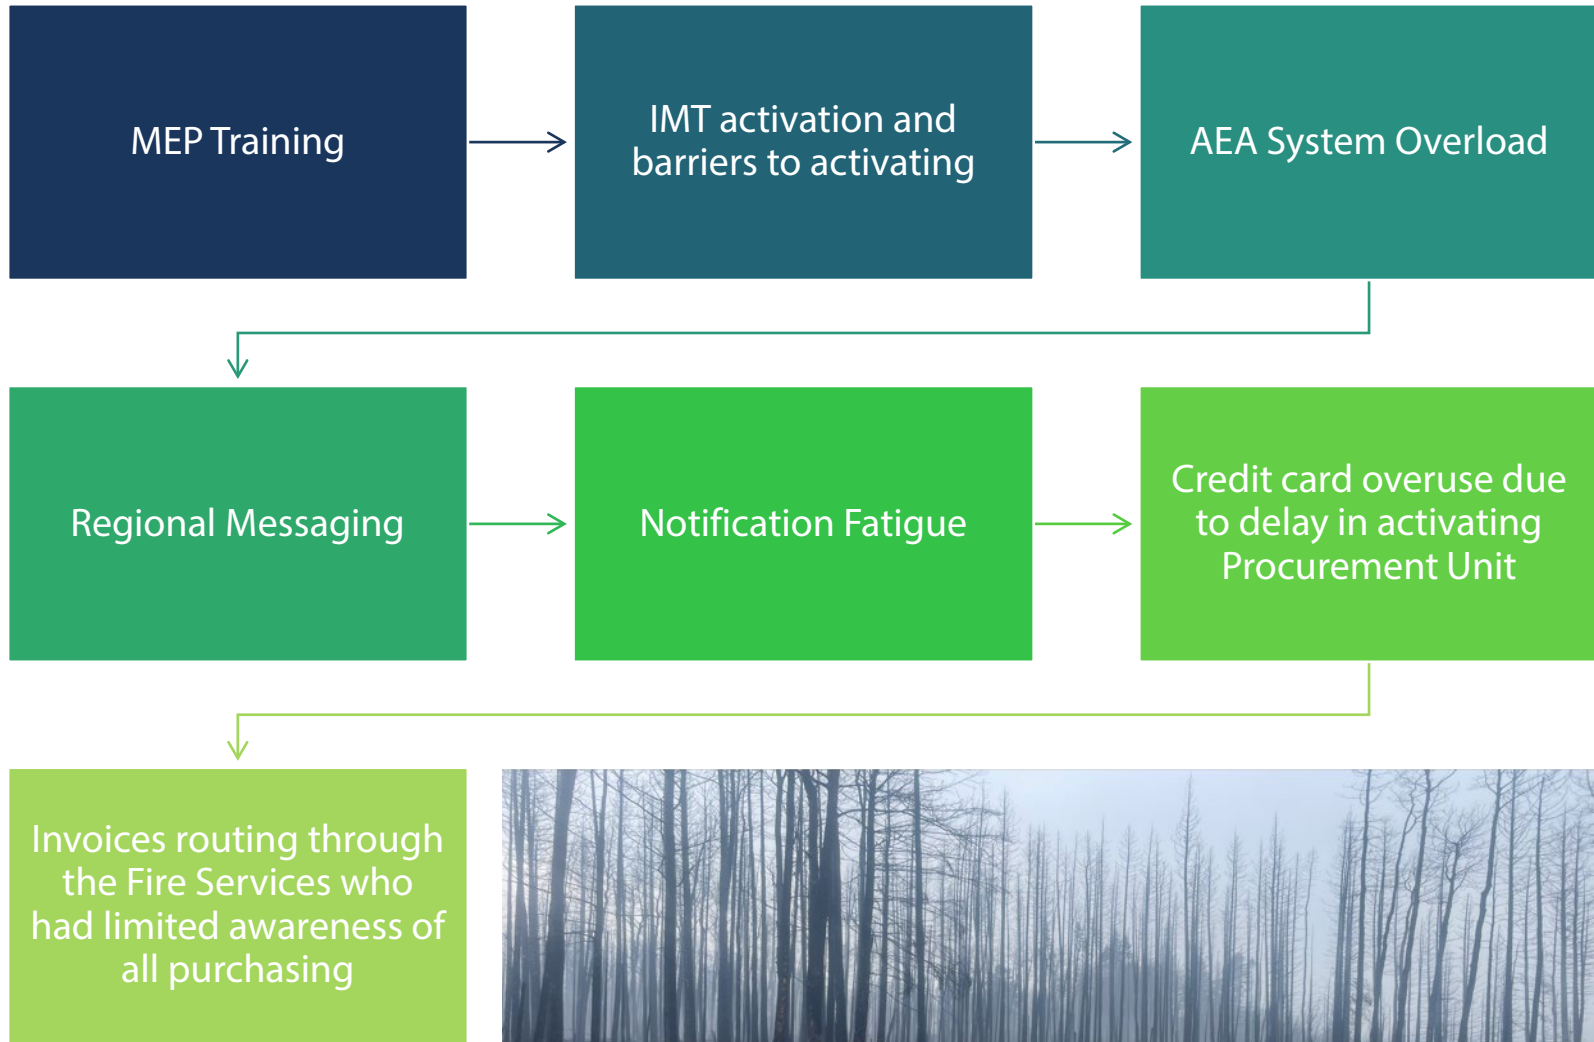 MEP Training
IMT activation and
barriers to activating
AEA System Overload
Regional Messaging
Notification Fatigue
Credit card overuse due
to delay in activating
Procurement Unit
Invoices routing through
the Fire Services who
had limited awareness of
all purchasing